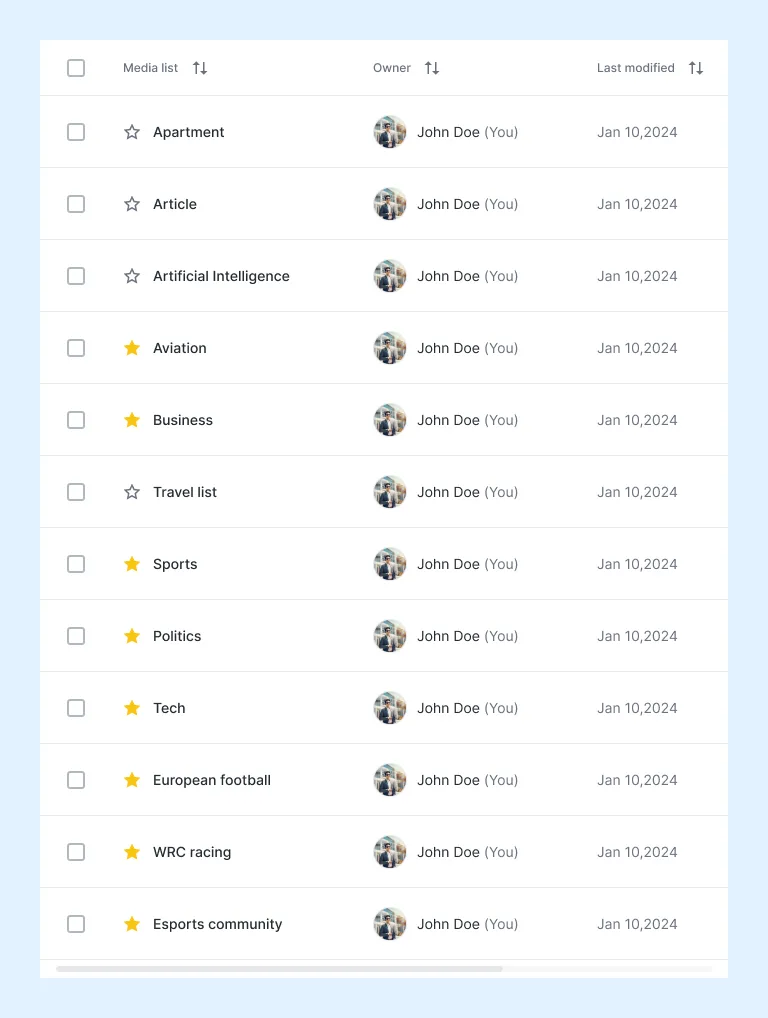 Media list Owner Last modified
Apartment John Doe (You) Jan 10,2024
Article John Doe (You) Jan 10,2024
Artificial Intelligence John Doe (You) Jan 10,2024
Aviation John Doe (You) Jan 10,2024
Business John Doe (You) Jan 10,2024
Travel list John Doe (You) Jan 10,2024
Sports John Doe (You) Jan 10,2024
Politics John Doe (You) Jan 10,2024
Tech John Doe (You) Jan 10,2024
European football John Doe (You) Jan 10,2024
WRC racing John Doe (You) Jan 10,2024
Esports community John Doe (You) Jan 10,2024